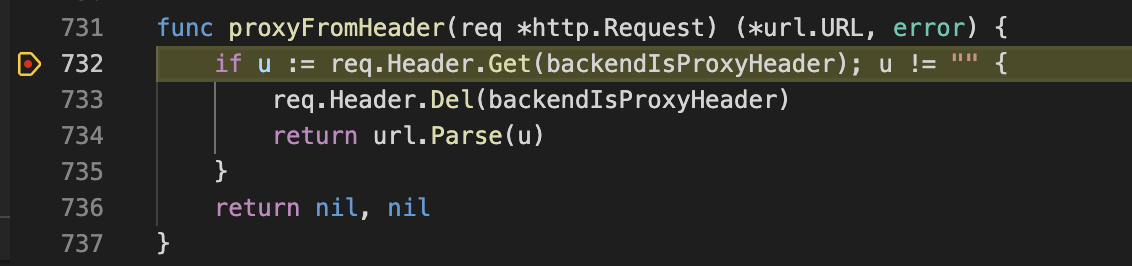 731 func proxyFromHeader(req *http.Request) (*url.URL, error) {
732 if u := req.Header.Get(backendIsProxyHeader); u != "" {
733 req.Header.Del(backendIsProxyHeader)
734 return url.Parse(u)
735 }
736 return nil, nil
737 }